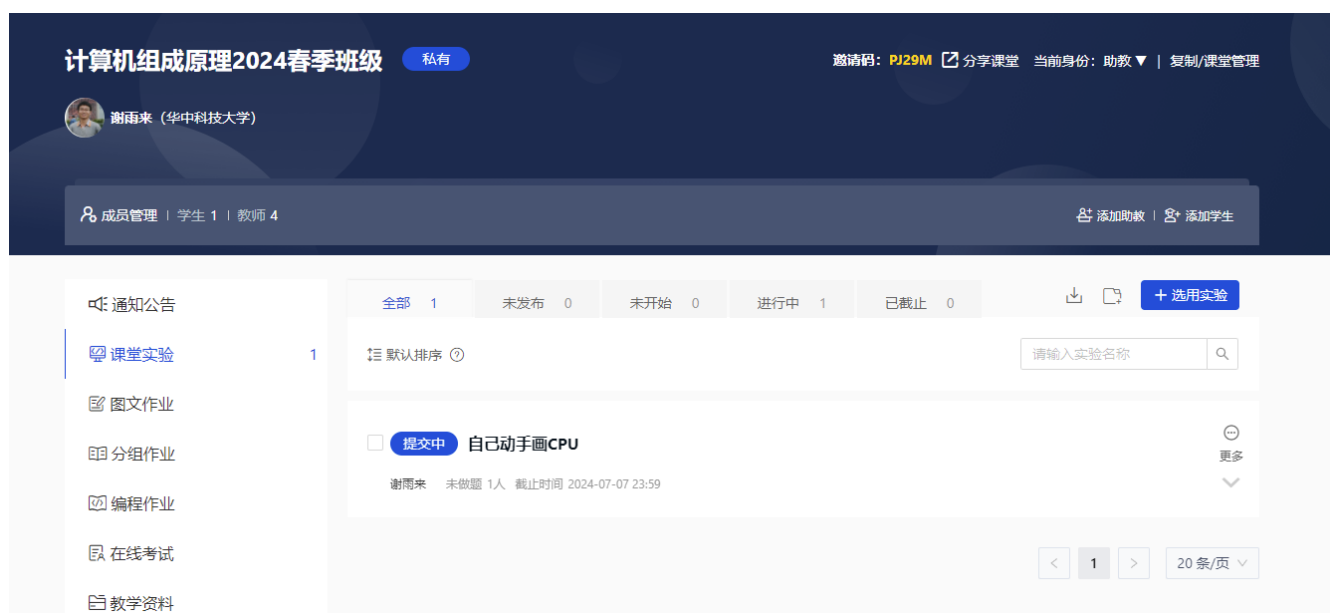 计算机组成原理2024春季班级 私有 邀请码：PJ29M 分享课堂 当前身份：助教▼ | 复制/课堂管理
谢雨来（华中科技大学）
成员管理 | 学生 1 | 教师 4 添加助教 | 添加学生
通知公告 全部 1 未发布 0 未开始 0 进行中 1 已截止 0 + 选用实验
课堂实验 1 默认排序 请输入实验名称
图文作业
提交中 自己动手画CPU
分组作业 更多
谢雨来 未做题 1人 截止时间 2024-07-07 23:59
编程作业
在线考试 < 1 > 20 条/页
教学资料